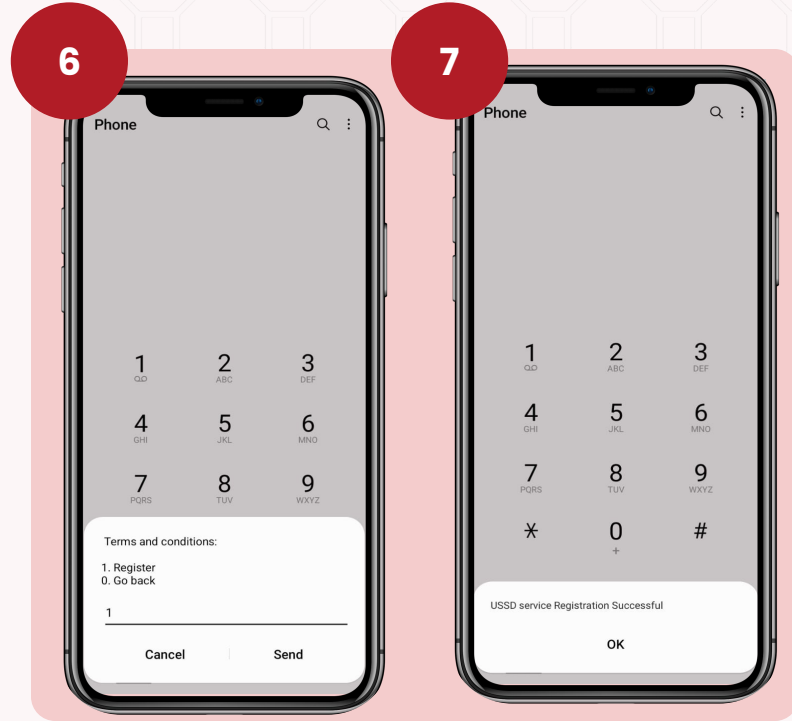 6
Phone
1
2
ABC
3
DEF
4
GHI
5
JKL
6
MNO
7
PQRS
8
TUV
9
WXYZ
Terms and conditions:
1. Register
0. Go back
1
Cancel
Send
7
Phone
1
2
ABC
3
DEF
4
GHI
5
JKL
6
MNO
7
PQRS
8
TUV
9
WXYZ
*
0
+
#
USSD service Registration Successful
OK